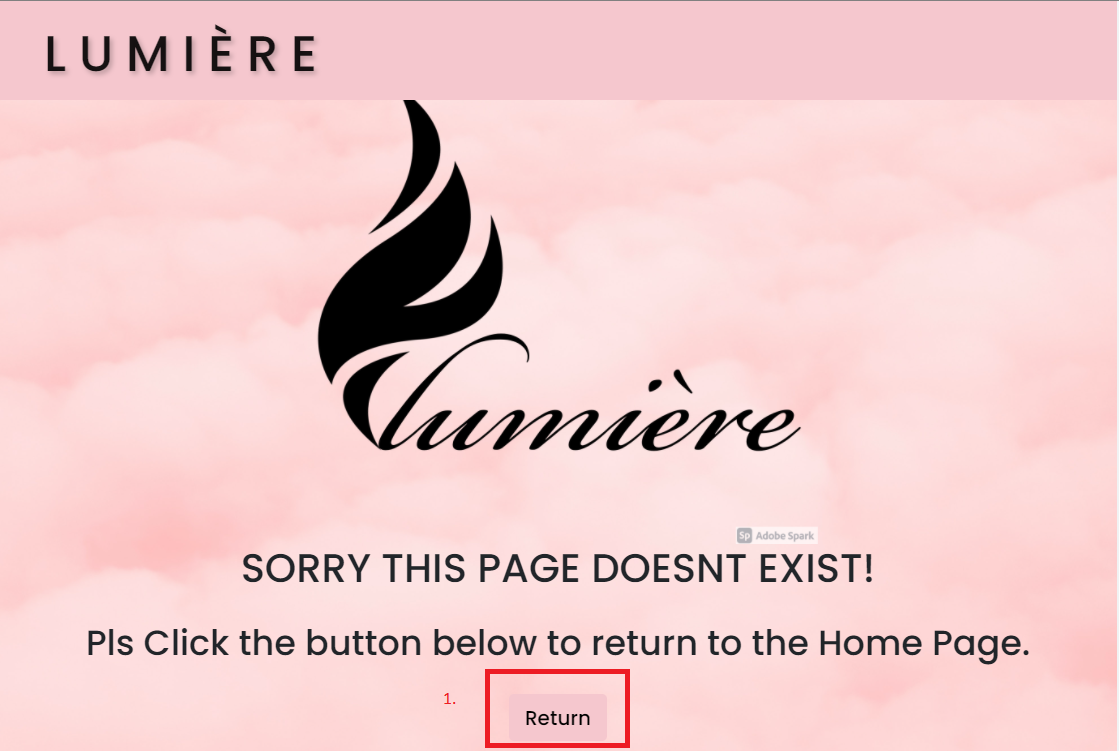 LUMIÈRE
lumière
Sp Adobe Spark
SORRY THIS PAGE DOESNT EXIST!
Pls Click the button below to return to the Home Page.
1.
Return